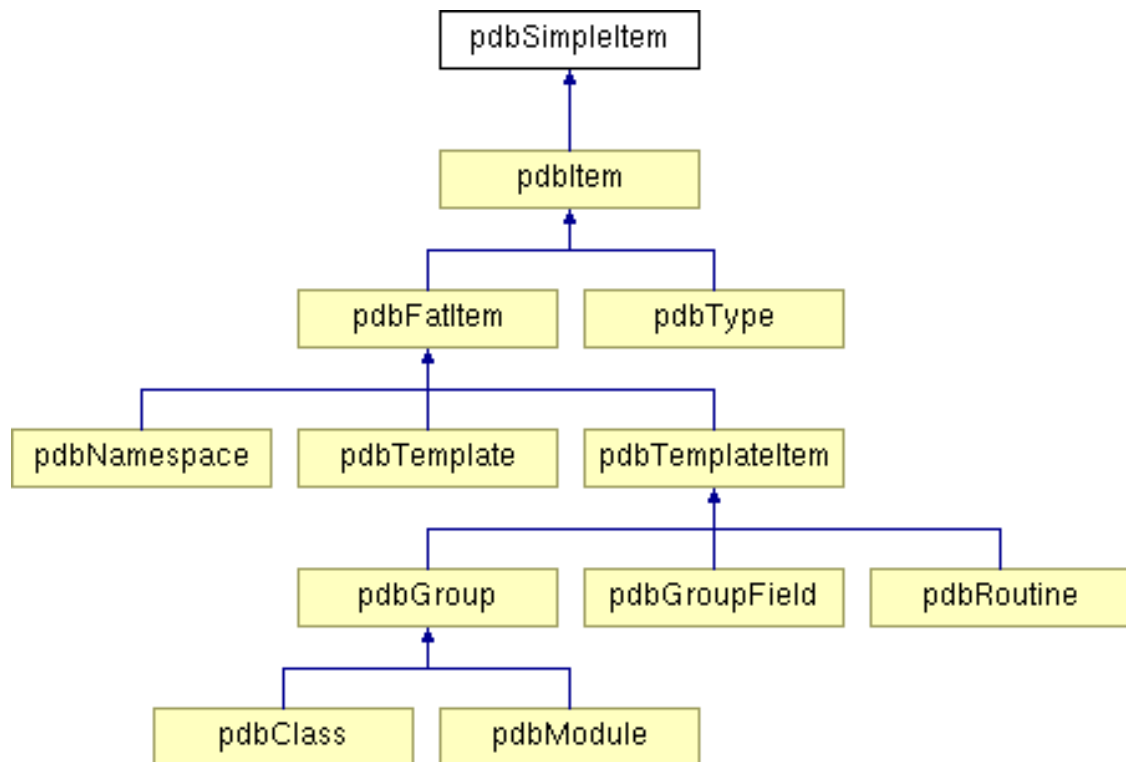 pdbSimpleItem
pdbItem
pdbFatItem
pdbType
pdbNamespace
pdbTemplate
pdbTemplateItem
pdbGroup
pdbGroupField
pdbRoutine
pdbClass
pdbModule